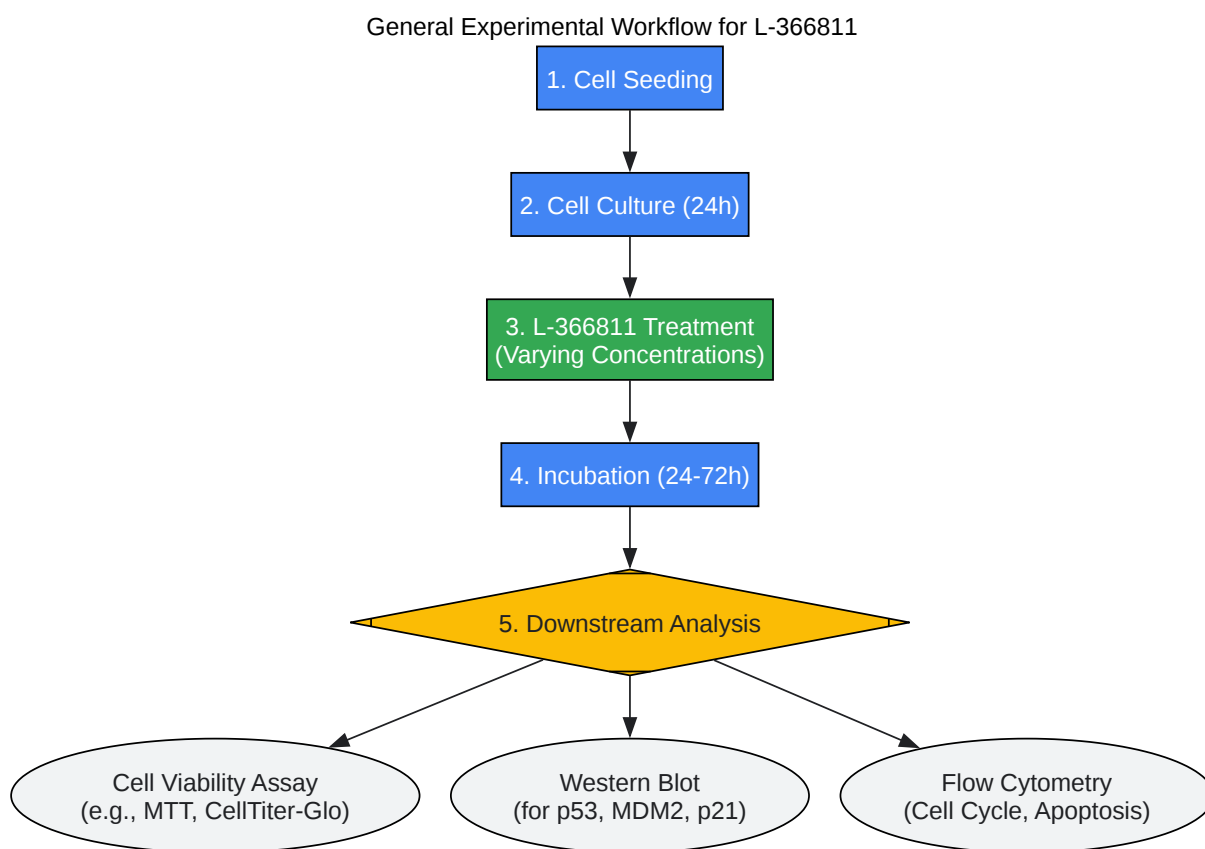 General Experimental Workflow for L-366811
1. Cell Seeding
2. Cell Culture (24h)
3. L-366811 Treatment
(Varying Concentrations)
4. Incubation (24-72h)
5. Downstream Analysis
Cell Viability Assay
(e.g., MTT, CellTiter-Glo)
Western Blot
(for p53, MDM2, p21)
Flow Cytometry
(Cell Cycle, Apoptosis)